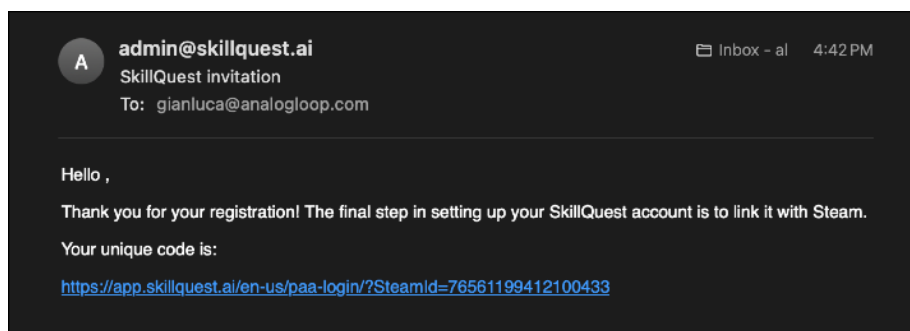 A
admin@skillquest.ai
Inbox - al 4:42 PM
SkillQuest invitation
To: gianluca@analogloop.com
Hello ,
Thank you for your registration! The final step in setting up your SkillQuest account is to link it with Steam.
Your unique code is:
https://app.skillquest.ai/en-us/paa-login/?SteamId=76561199412100433